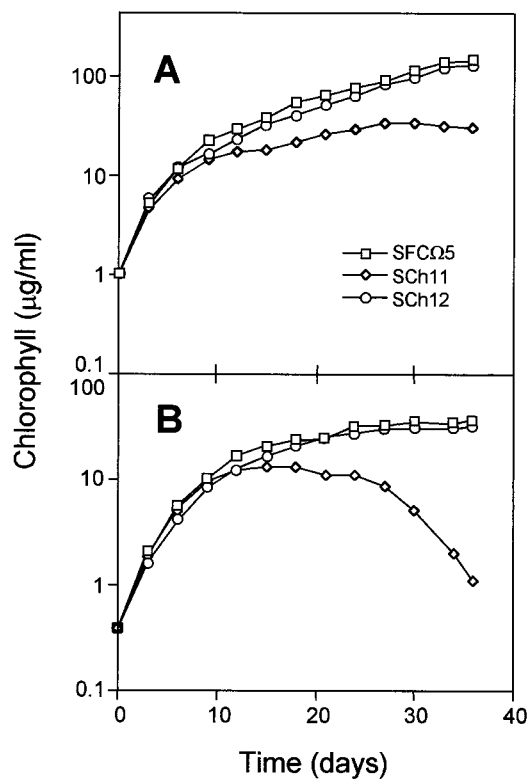 A
100
10
1
0.1
SFCΩ5
SCh11
SCh12
Chlorophyll (μg/ml)
B
100
10
1
0.1
0 10 20 30 40
Time (days)